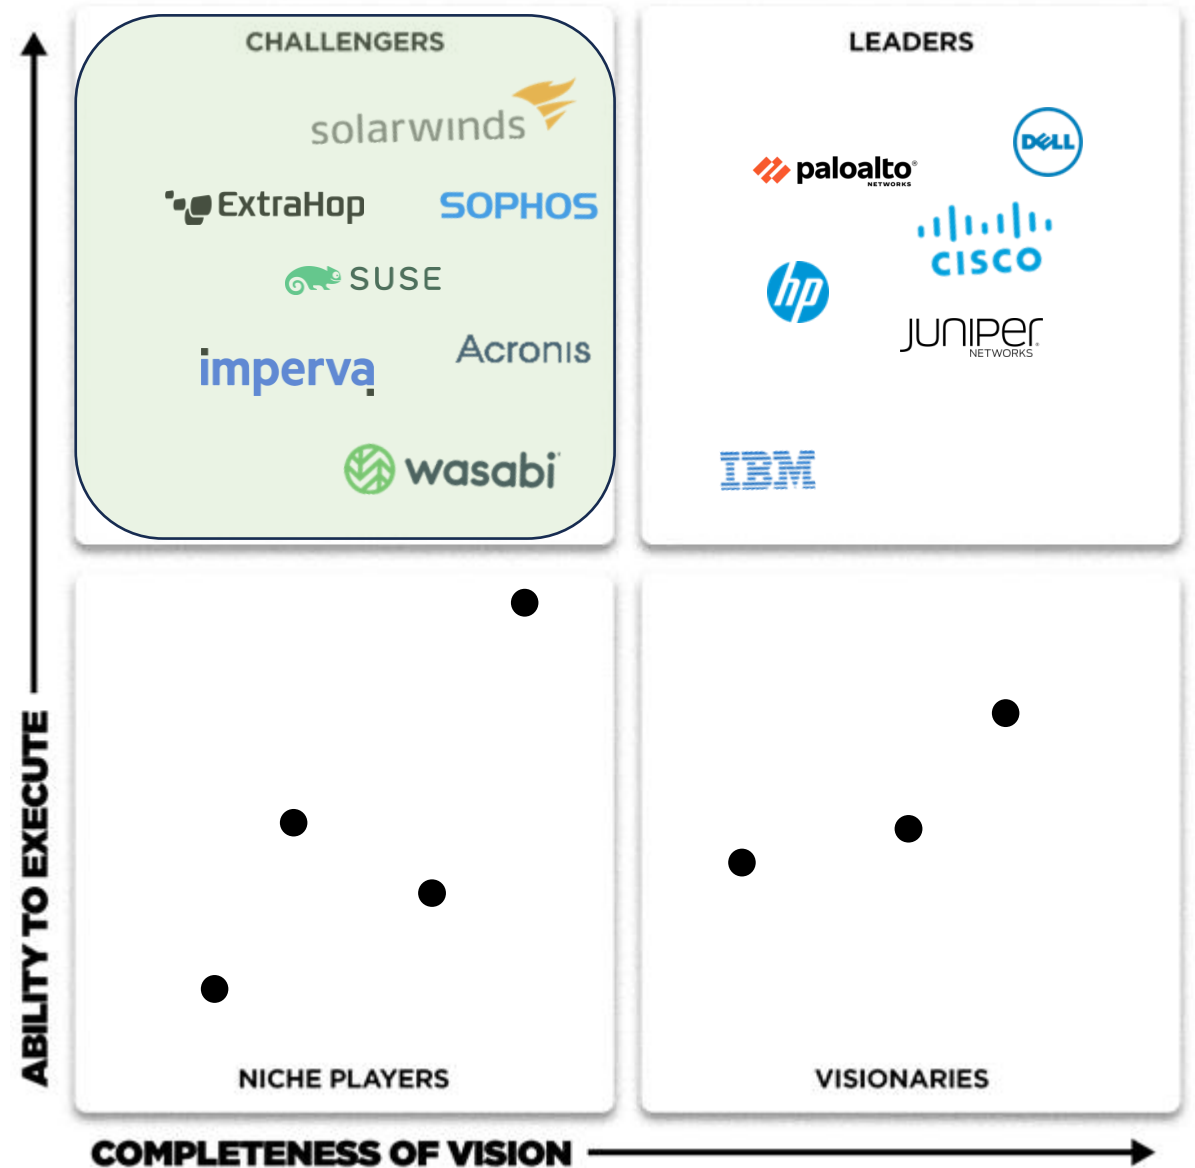 CHALLENGERS
solarwinds
ExtraHop
SOPHOS
SUSE
Acronis
imperva
wasabi
LEADERS
DELL
paloalto®
NETWORKS
CISCO
hp
JUNIPER
NETWORKS
IBM
NICHE PLAYERS
VISIONARIES
ABILITY TO EXECUTE
COMPLETENESS OF VISION